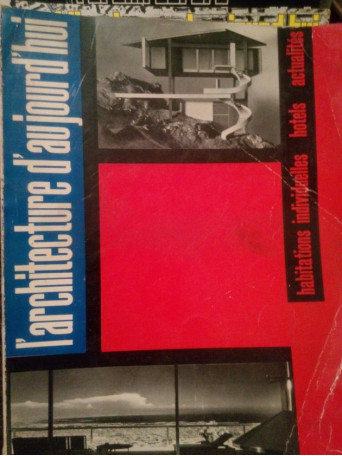 l'architecture d'aujourd'hui
habitations individuelles hotels actualités